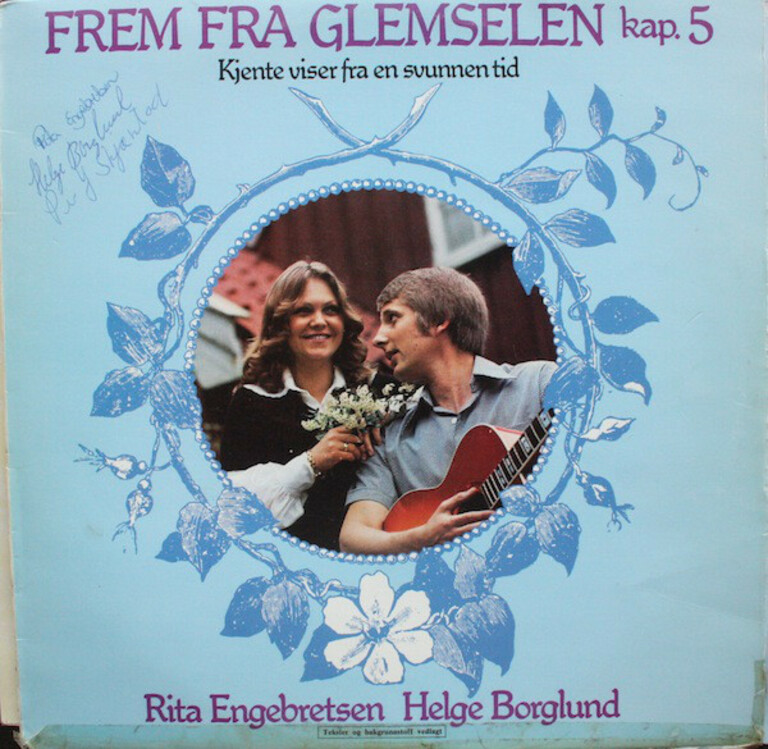 FREM FRA GLEMSELEN kap. 5
Kjente viser fra en svunnen tid
Helge Borglund
Rita Engebretsen Helge Borglund
Tekster og bakgrunnsstoff vedlagt